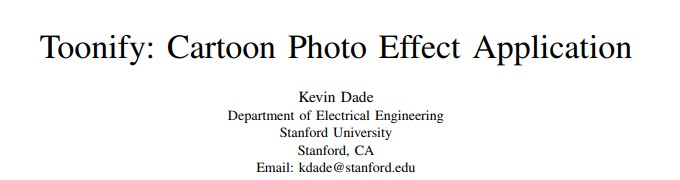 Toonify: Cartoon Photo Effect Application
Kevin Dade
Department of Electrical Engineering
Stanford University
Stanford, CA
Email: kdade@stanford.edu